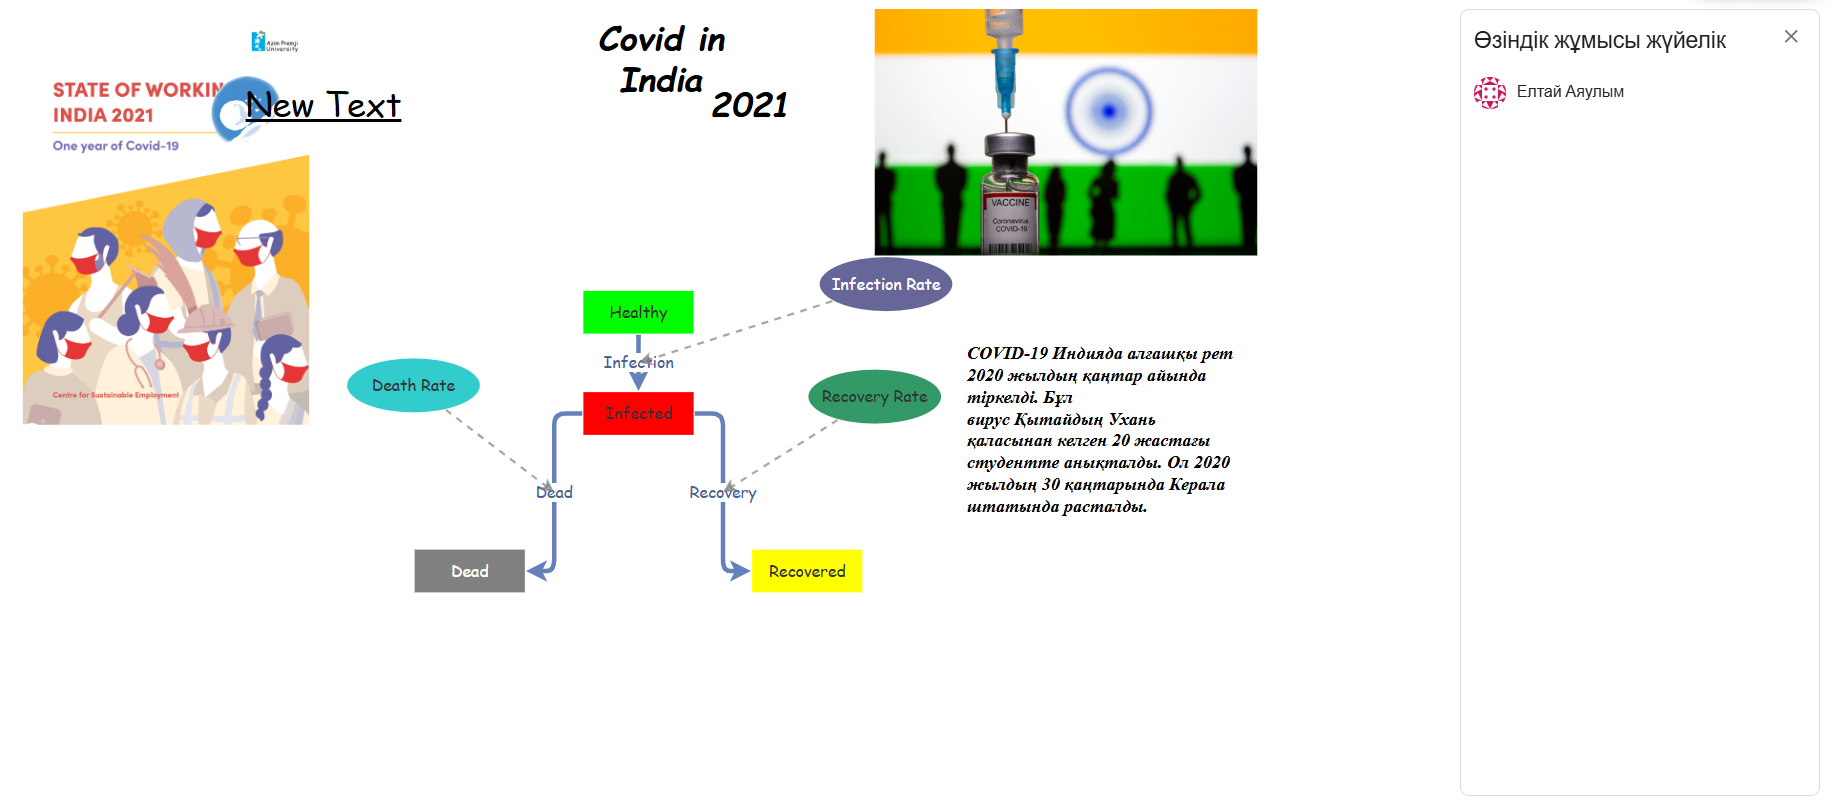 Azim Premji
University
STATE OF WORKIN
INDIA 2021
One year of Covid-19
Centre for Sustainable Employment
New Text
Covid in
India
2021
VACCINE
Coronavirus
COVID-19
Infection Rate
Healthy
Infection
Death Rate
Infected
Recovery Rate
Dead
Recovery
Dead
Recovered
COVID-19 Индияда алғашқы рет
2020 жылдың қаңтар айында
тіркелді. Бұл
вирус Қытайдың Ухань
қаласынан келген 20 жастағы
студентте анықталды. Ол 2020
жылдың 30 қаңтарында Керала
штатында расталды.
Өзіндік жұмысы жүйелік
Елтай Аяулым